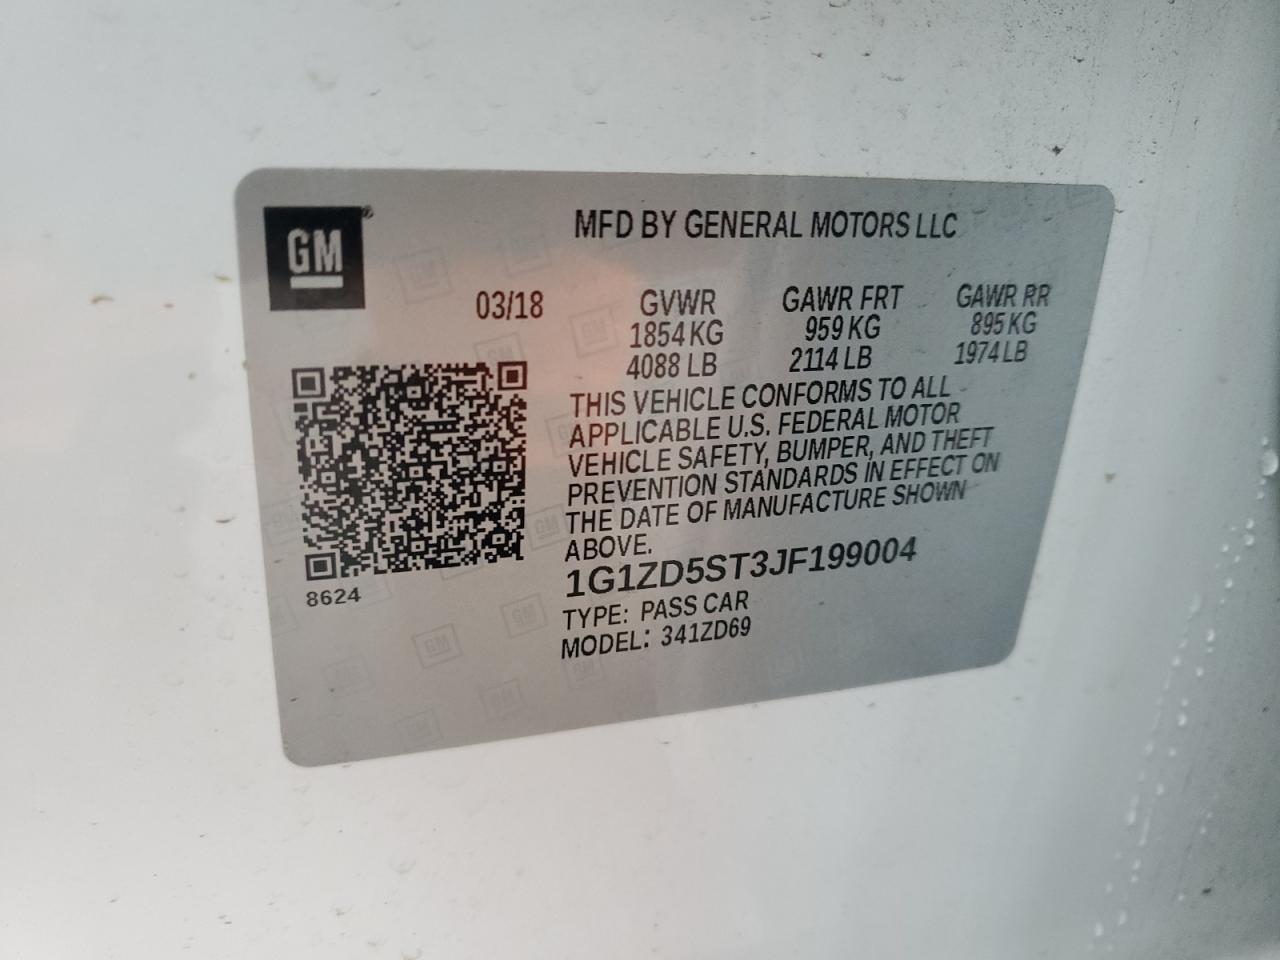 GM
MFD BY GENERAL MOTORS LLC
03/18 GVWR GAWR FRT GAWR RR
1854 KG 959 KG 895 KG
4088 LB 2114 LB 1974 LB
THIS VEHICLE CONFORMS TO ALL
APPLICABLE U.S. FEDERAL MOTOR
VEHICLE SAFETY, BUMPER, AND THEFT
PREVENTION STANDARDS IN EFFECT ON
THE DATE OF MANUFACTURE SHOWN
ABOVE.
1G1ZD5ST3JF199004
TYPE: PASS CAR
MODEL: 341ZD69
8624